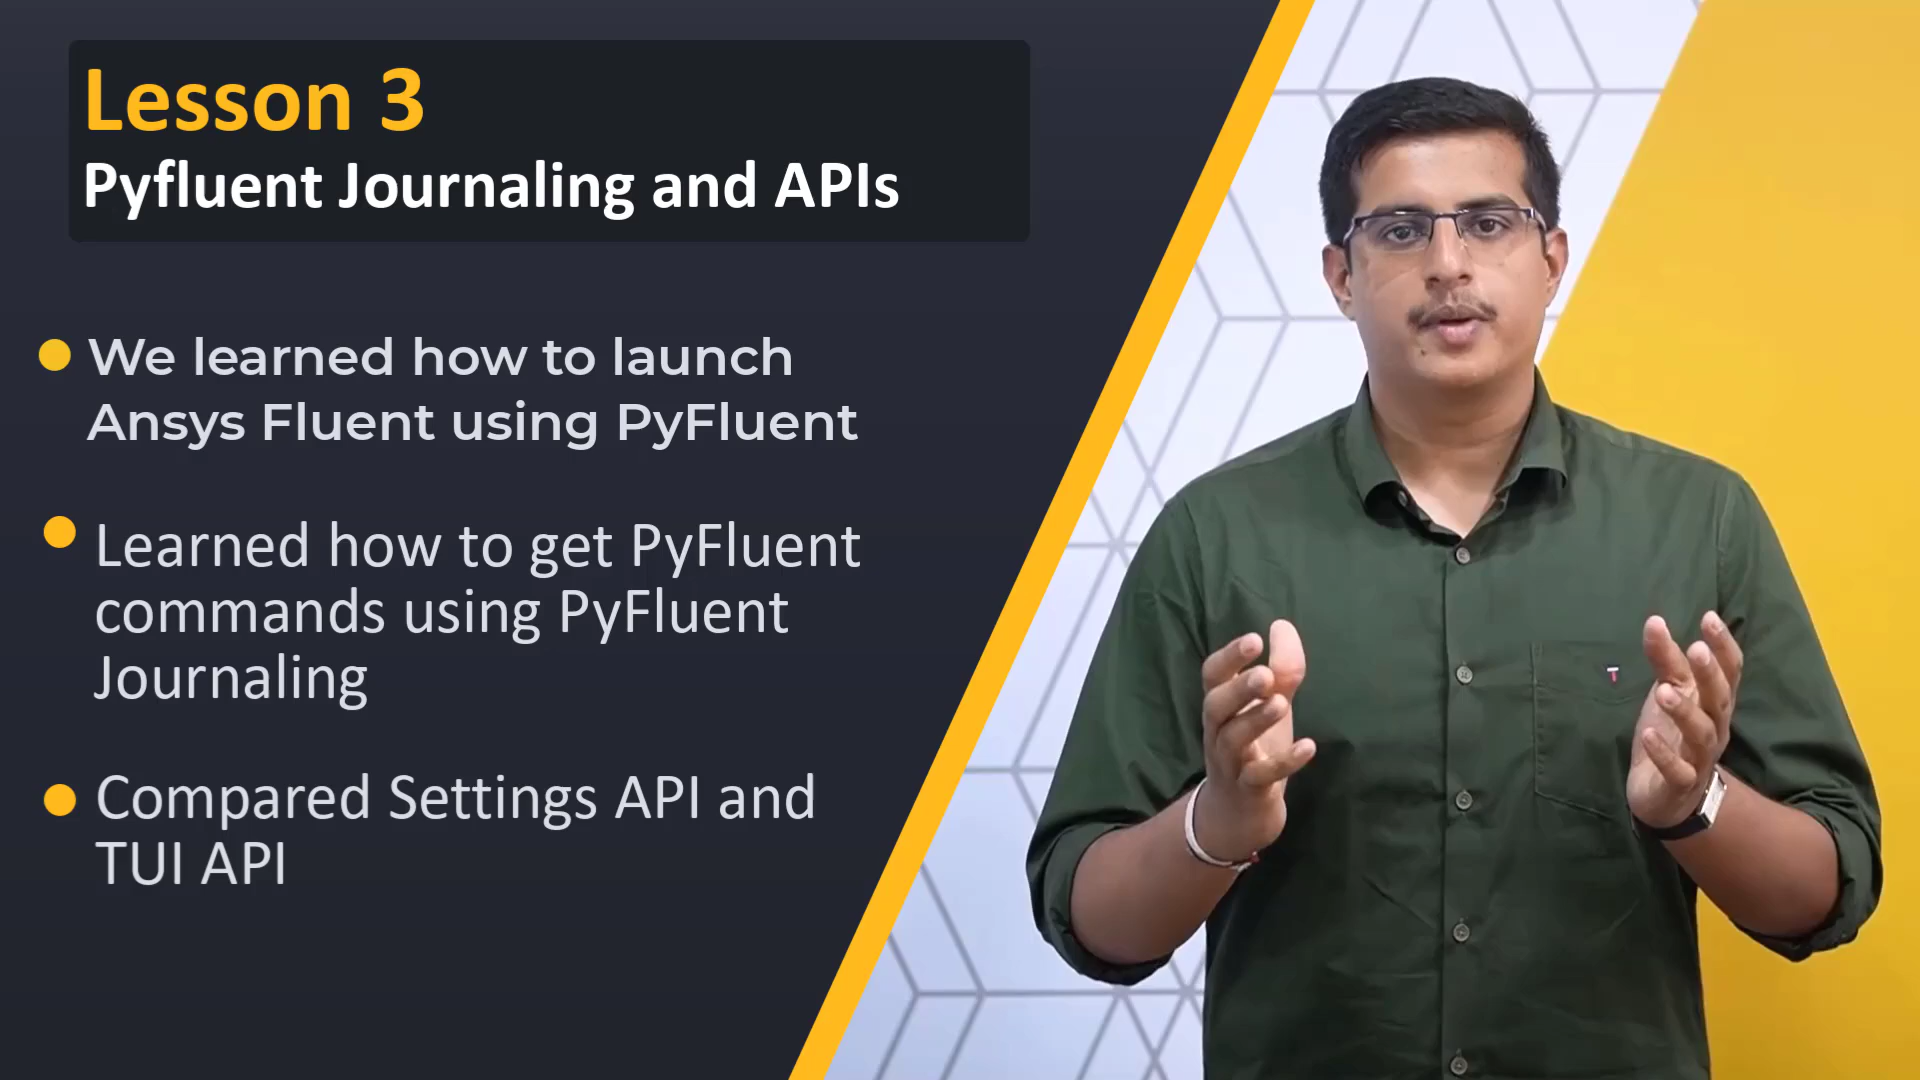 Lesson 3
Pyfluent Journaling and APIs
We learned how to launch
Ansys Fluent using PyFluent
Learned how to get PyFluent
commands using PyFluent
Journaling
Compared Settings API and
TUI API